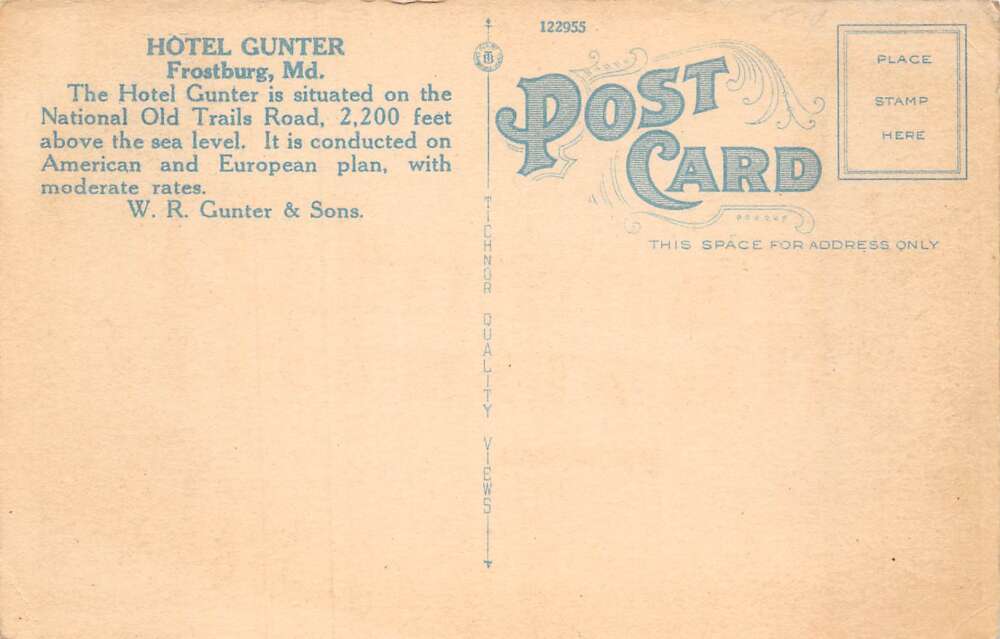 HOTEL GUNTER
Frostburg, Md.
The Hotel Gunter is situated on the
National Old Trails Road, 2,200 feet
above the sea level. It is conducted on
American and European plan, with
moderate rates.
W. R. Gunter & Sons.
TICHNOR QUALITY VIEWS
122955
POST
CARD
THIS SPACE FOR ADDRESS ONLY
PLACE
STAMP
HERE